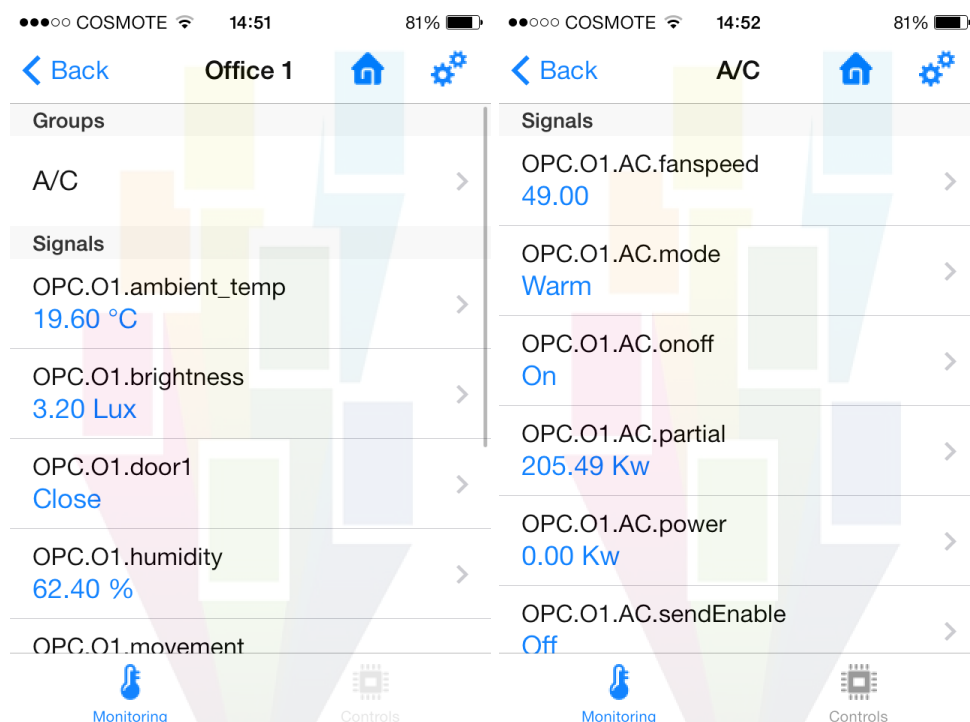 COSMOTE 14:51 81%
Back Office 1
Groups
A/C
Signals
OPC.O1.ambient_temp
19.60 °C
OPC.O1.brightness
3.20 Lux
OPC.O1.door1
Close
OPC.O1.humidity
62.40 %
OPC.O1.movement
Monitoring Controls
COSMOTE 14:52 81%
Back A/C
Signals
OPC.O1.AC.fanspeed
49.00
OPC.O1.AC.mode
Warm
OPC.O1.AC.onoff
On
OPC.O1.AC.partial
205.49 Kw
OPC.O1.AC.power
0.00 Kw
OPC.O1.AC.sendEnable
Off
Monitoring Controls